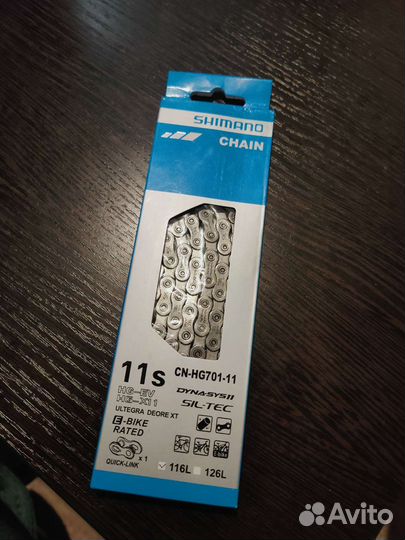 SHIMANO
CHAIN
11s CN-HG701-11
HG-EV
HG-X11
DYNA-SYS11
ULTEGRA DEORE XT
SIL-TEC
E-BIKE
RATED
QUICK-LINK x 1
116L 126L
Avito